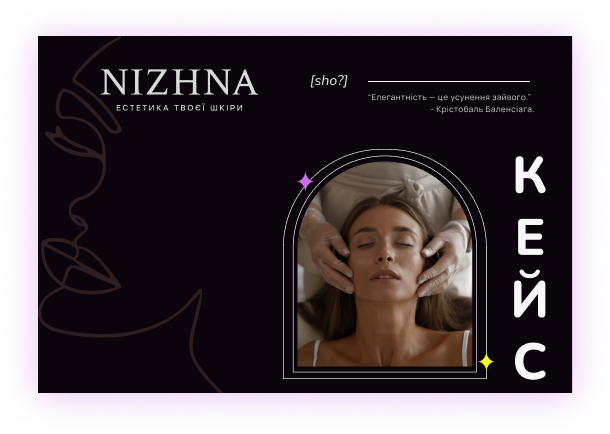 NIZHNA
ЕСТЕТИКА ТВОЄЇ ШКІРИ
[sho?]
“Елегантність — це усунення зайвого.”
- Крістобаль Баленсіага.
К
Е
Й
С